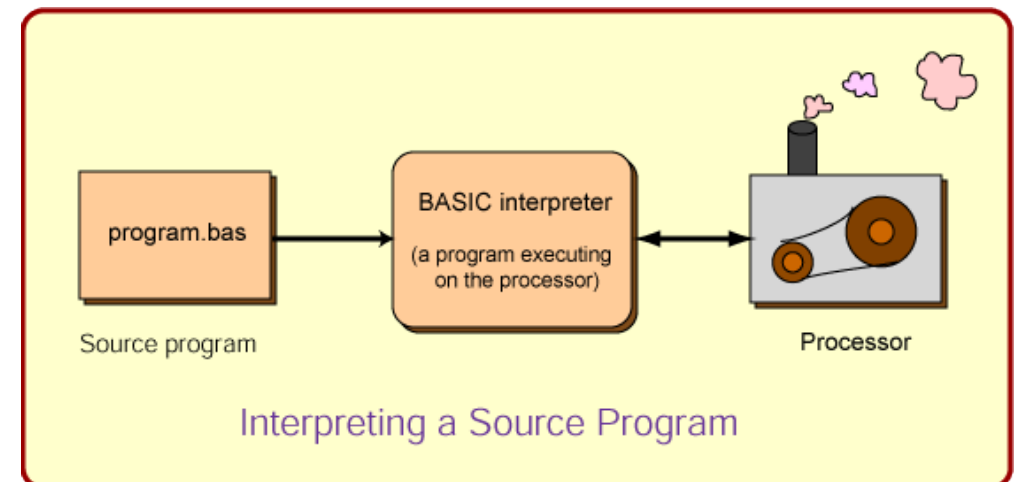 program.bas
Source program
BASIC interpreter
(a program executing
on the processor)
Processor
Interpreting a Source Program